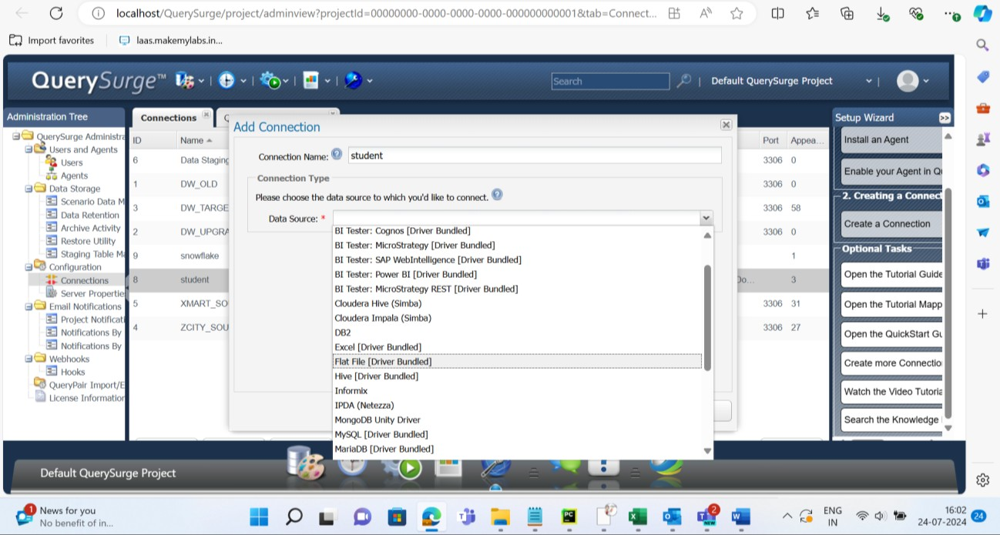 localhost/QuerySurge/project/adminview?projectId=00000000-0000-0000-0000-000000000001&tab=Connect...
Import favorites
laas.makemylabs.in...
QuerySurge™
Search
Default QuerySurge Project
Administration Tree
QuerySurge Administra
Users and Agents
Users
Agents
Data Storage
Scenario Data M
Data Retention
Archive Activity
Restore Utility
Staging Table Ma
Configuration
Connections
Server Propertie
Email Notifications
Project Notificati
Notifications By
Notifications By
Webhooks
Hooks
QueryPair Import/E
License Information
Connections
ID Name Port Appea...
6 Data Staging 3306 0
1 DW_OLD 3306 0
3 DW_TARGE 3306 58
2 DW_UPGRA 3306 0
9 snowflake 1
8 student Do... 3
5 XMART_SO 3306 31
4 ZCITY_SOU 3306 27
Add Connection
Connection Name: student
Connection Type
Please choose the data source to which you'd like to connect.
Data Source: *
BI Tester: Cognos [Driver Bundled]
BI Tester: MicroStrategy [Driver Bundled]
BI Tester: SAP WebIntelligence [Driver Bundled]
BI Tester: Power BI [Driver Bundled]
BI Tester: MicroStrategy REST [Driver Bundled]
Cloudera Hive (Simba)
Cloudera Impala (Simba)
DB2
Excel [Driver Bundled]
Flat File [Driver Bundled]
Hive [Driver Bundled]
Informix
IPDA (Netezza)
MongoDB Unity Driver
MySQL [Driver Bundled]
MariaDB [Driver Bundled]
Setup Wizard >>
Install an Agent
Enable your Agent in Q
2. Creating a Connect
Create a Connection
Optional Tasks
Open the Tutorial Guide
Open the Tutorial Mapp
Open the QuickStart Gu
Create more Connectio
Watch the Video Tutoria
Search the Knowledge
Default QuerySurge Project
1
News for you
No benefit of in...
2
NEW
ENG
IN
16:02
24-07-2024
24